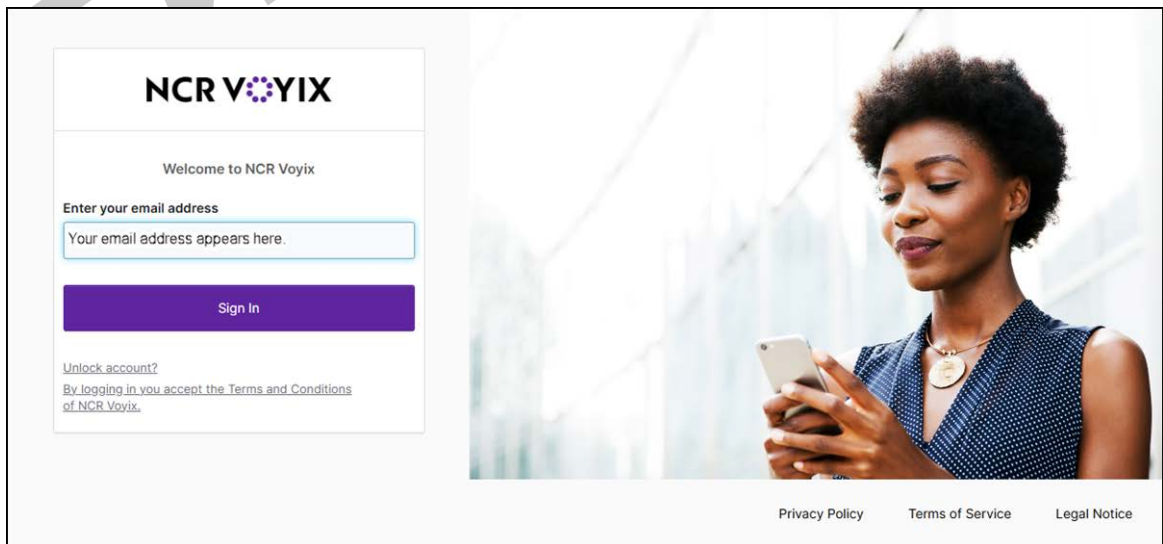 NCR VOYIX
Welcome to NCR Voyix
Enter your email address
Your email address appears here.
Sign In
Unlock account?
By logging in you accept the Terms and Conditions
of NCR Voyix.
Privacy Policy
Terms of Service
Legal Notice